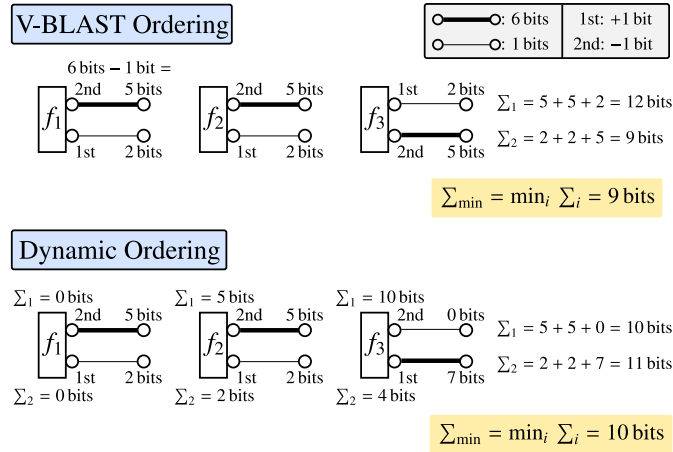 V-BLAST Ordering
: 6 bits 1st: +1 bit
: 1 bits 2nd: −1 bit
6 bits − 1 bit =
2nd 5 bits 2nd 5 bits 1st 2 bits
f1 f2 f3
1st 2 bits 1st 2 bits 2nd 5 bits
∑1 = 5 + 5 + 2 = 12 bits
∑2 = 2 + 2 + 5 = 9 bits
∑min = mini ∑i = 9 bits
Dynamic Ordering
∑1 = 0 bits ∑1 = 5 bits ∑1 = 10 bits
2nd 5 bits 2nd 5 bits 2nd 0 bits
f1 f2 f3
1st 2 bits 1st 2 bits 1st 7 bits
∑2 = 0 bits ∑2 = 2 bits ∑2 = 4 bits
∑1 = 5 + 5 + 0 = 10 bits
∑2 = 2 + 2 + 7 = 11 bits
∑min = mini ∑i = 10 bits